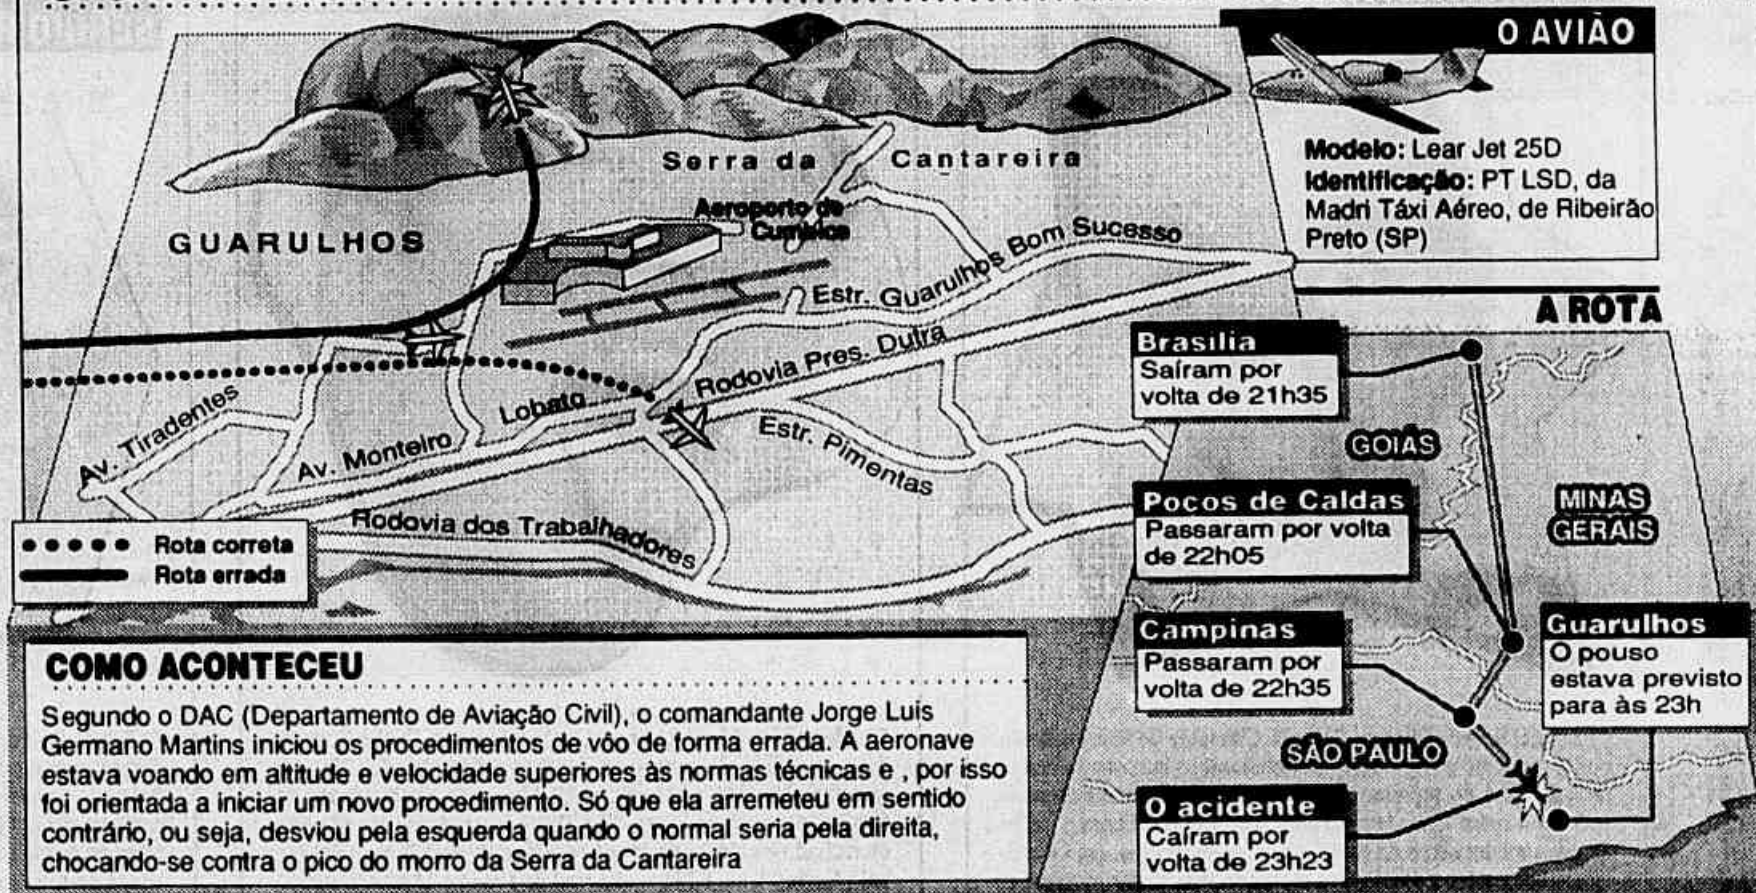 O AVIÃO
Modelo: Lear Jet 25D
Identificação: PT LSD, da
Madri Táxi Aéreo, de Ribeirão
Preto (SP)
Serra da Cantareira
Aeroporto de
Cumbica
GUARULHOS
Estr. Guarulhos Bom Sucesso
Rodovia Pres. Dutra
Lobato
Av. Tiradentes
Av. Monteiro
Estr. Pimentas
Rodovia dos Trabalhadores
Rota correta
Rota errada
COMO ACONTECEU
Segundo o DAC (Departamento de Aviação Civil), o comandante Jorge Luis
Germano Martins iniciou os procedimentos de vôo de forma errada. A aeronave
estava voando em altitude e velocidade superiores às normas técnicas e , por isso
foi orientada a iniciar um novo procedimento. Só que ela arremeteu em sentido
contrário, ou seja, desviou pela esquerda quando o normal seria pela direita,
chocando-se contra o pico do morro da Serra da Cantareira
A ROTA
Brasília
Saíram por
volta de 21h35
GOIÁS
MINAS
GERAIS
Pocos de Caldas
Passaram por volta
de 22h05
Campinas
Passaram por
volta de 22h35
Guarulhos
O pouso
estava previsto
para às 23h
SÃO PAULO
O acidente
Caíram por
volta de 23h23